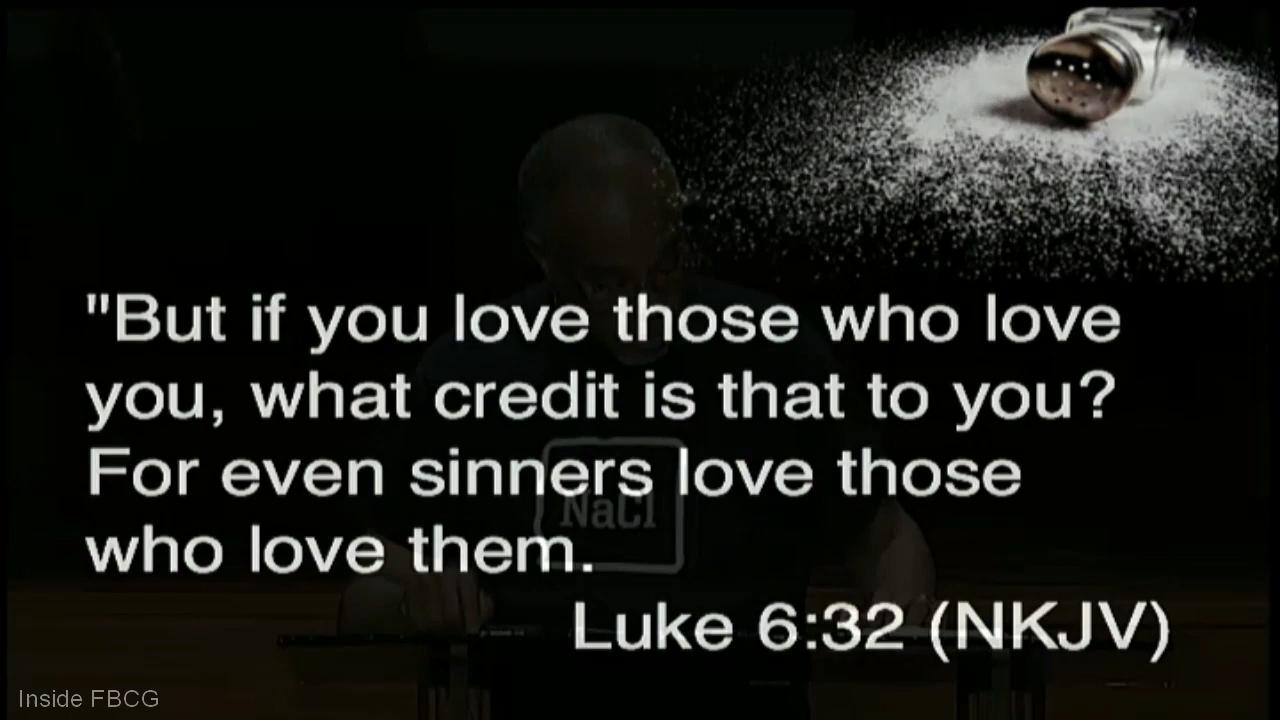 "But if you love those who love
you, what credit is that to you?
For even sinners love those
who love them.
NaCl
Luke 6:32 (NKJV)
Inside FBCG